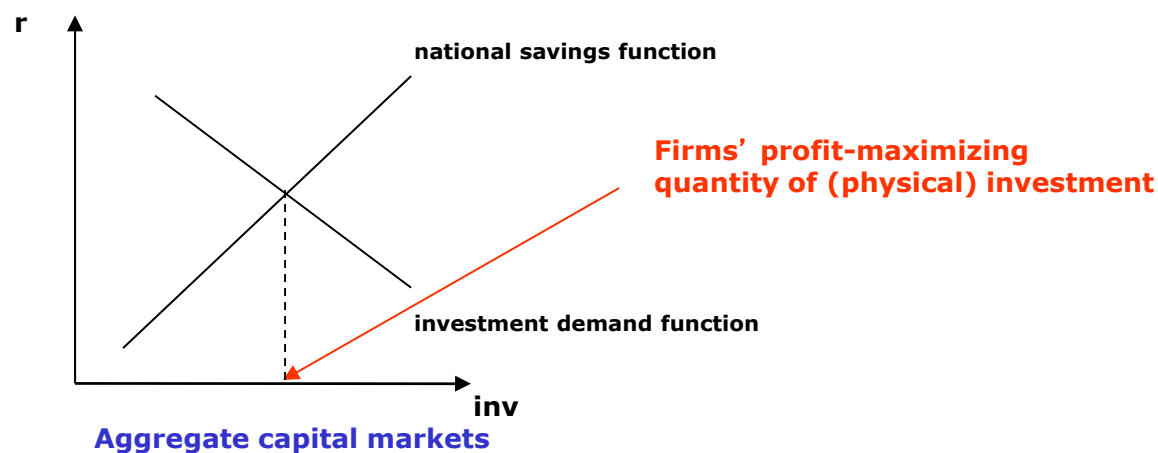 r
national savings function
Firms’ profit-maximizing
quantity of (physical) investment
investment demand function
inv
Aggregate capital markets